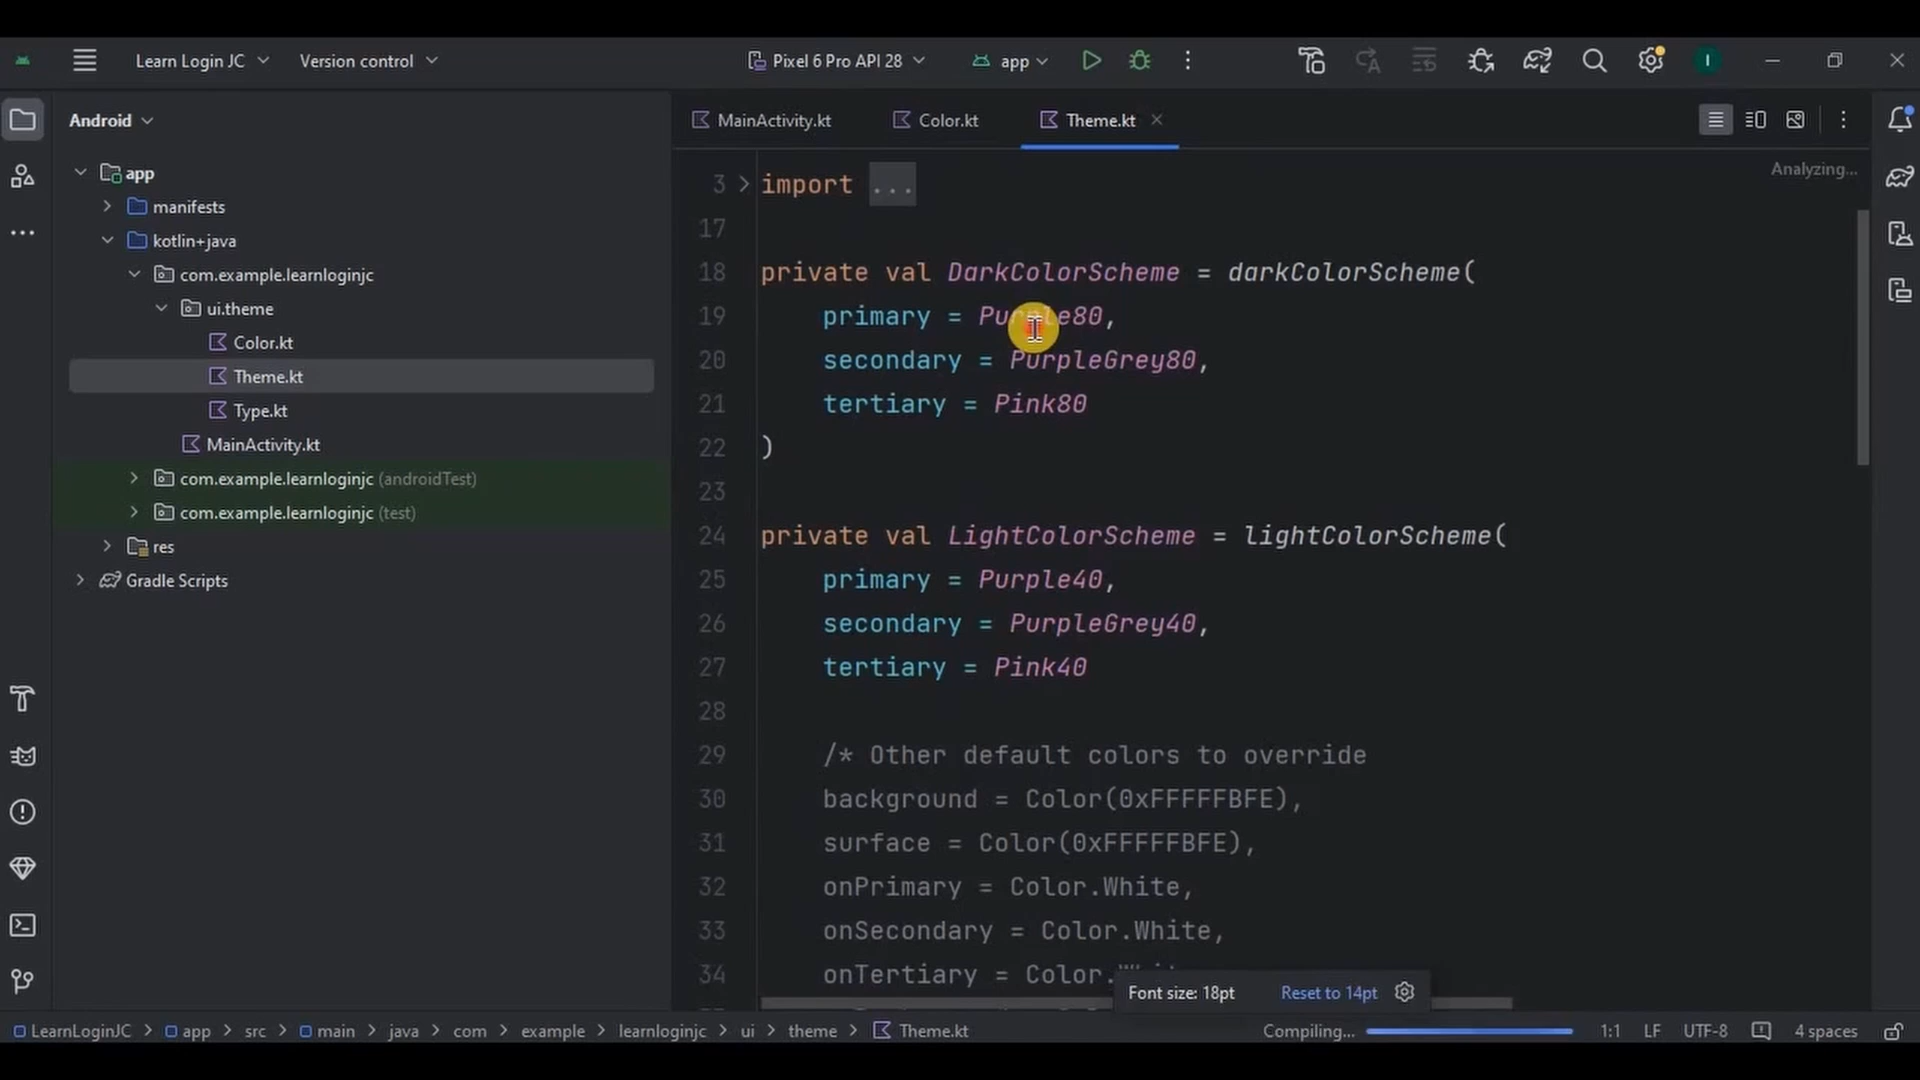 Learn Login JC
Version control
Pixel 6 Pro API 28
app
I
Android
app
manifests
kotlin+java
com.example.learnloginjc
ui.theme
Color.kt
Theme.kt
Type.kt
MainActivity.kt
com.example.learnloginjc (androidTest)
com.example.learnloginjc (test)
res
Gradle Scripts
MainActivity.kt
Color.kt
Theme.kt
Analyzing...
3 import ...
17
18 private val DarkColorScheme = darkColorScheme(
19 primary = Purple80,
20 secondary = PurpleGrey80,
21 tertiary = Pink80
22 )
23
24 private val LightColorScheme = lightColorScheme(
25 primary = Purple40,
26 secondary = PurpleGrey40,
27 tertiary = Pink40
28
29 /* Other default colors to override
30 background = Color(0xFFFFFBFE),
31 surface = Color(0xFFFFFBFE),
32 onPrimary = Color.White,
33 onSecondary = Color.White,
34 onTertiary = Color.
Font size: 18pt Reset to 14pt
LearnLoginJC > app > src > main > java > com > example > learnloginjc > ui > theme > Theme.kt
Compiling...
1:1 LF UTF-8 4 spaces